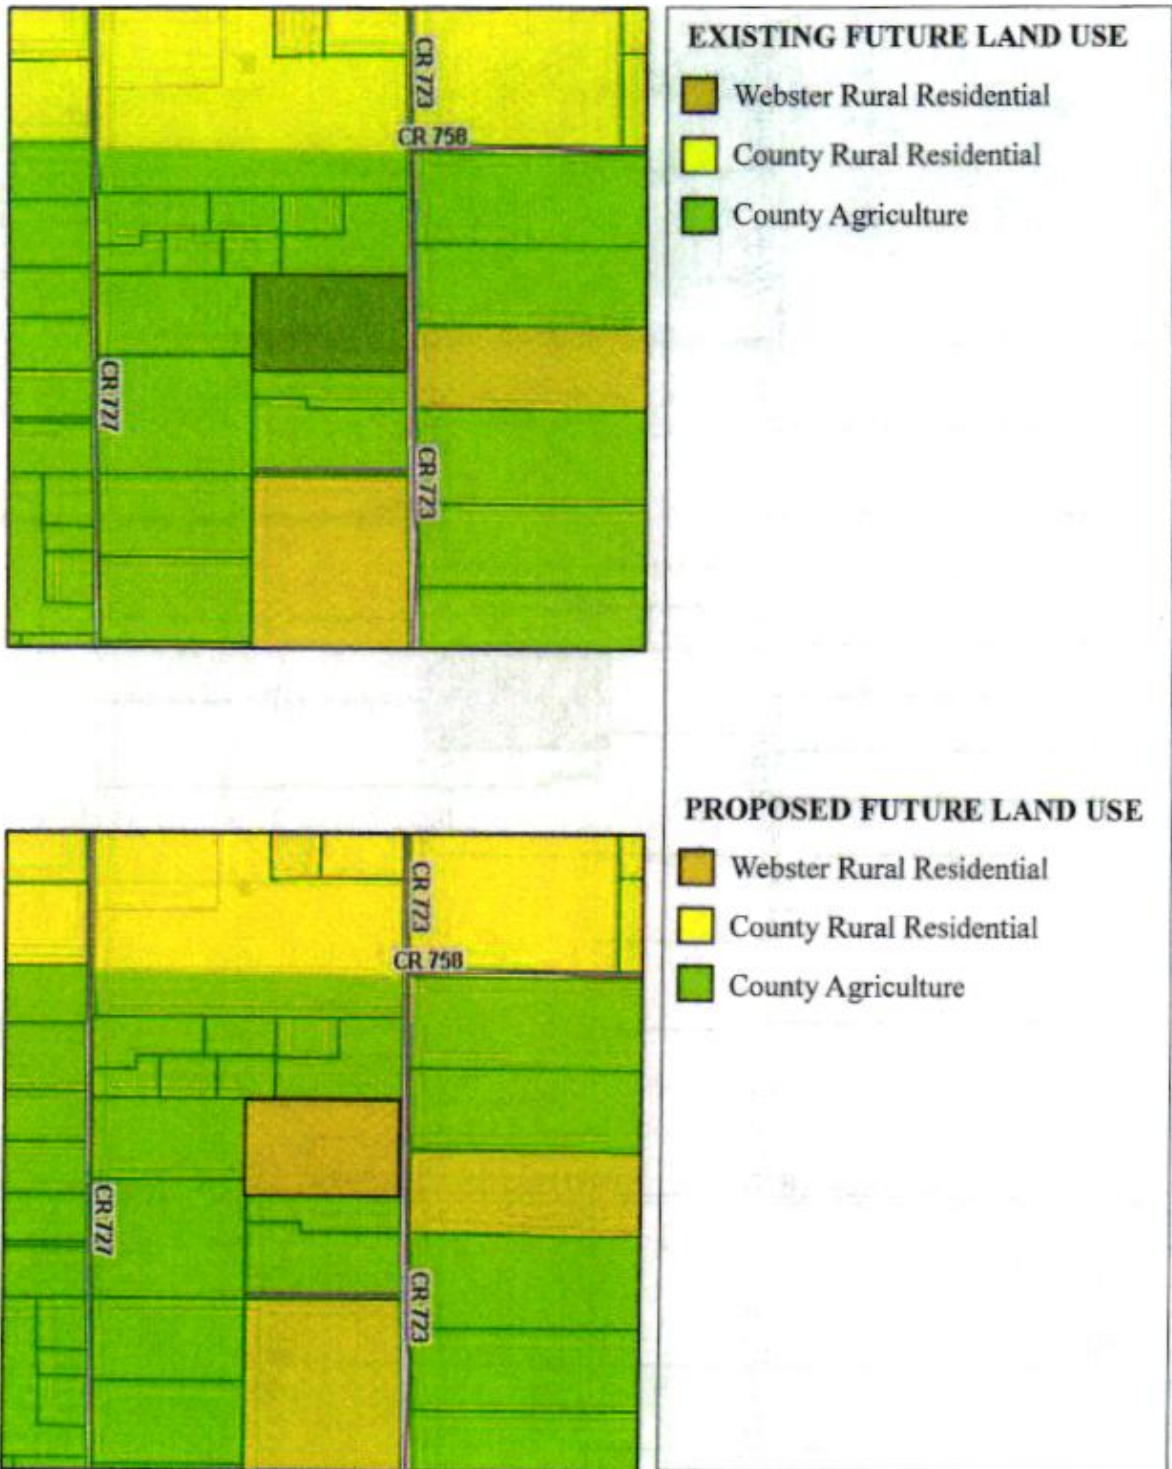 CR 723
CR 758
CR 727
CR 723
EXISTING FUTURE LAND USE
Webster Rural Residential
County Rural Residential
County Agriculture
CR 723
CR 758
CR 727
CR 723
PROPOSED FUTURE LAND USE
Webster Rural Residential
County Rural Residential
County Agriculture